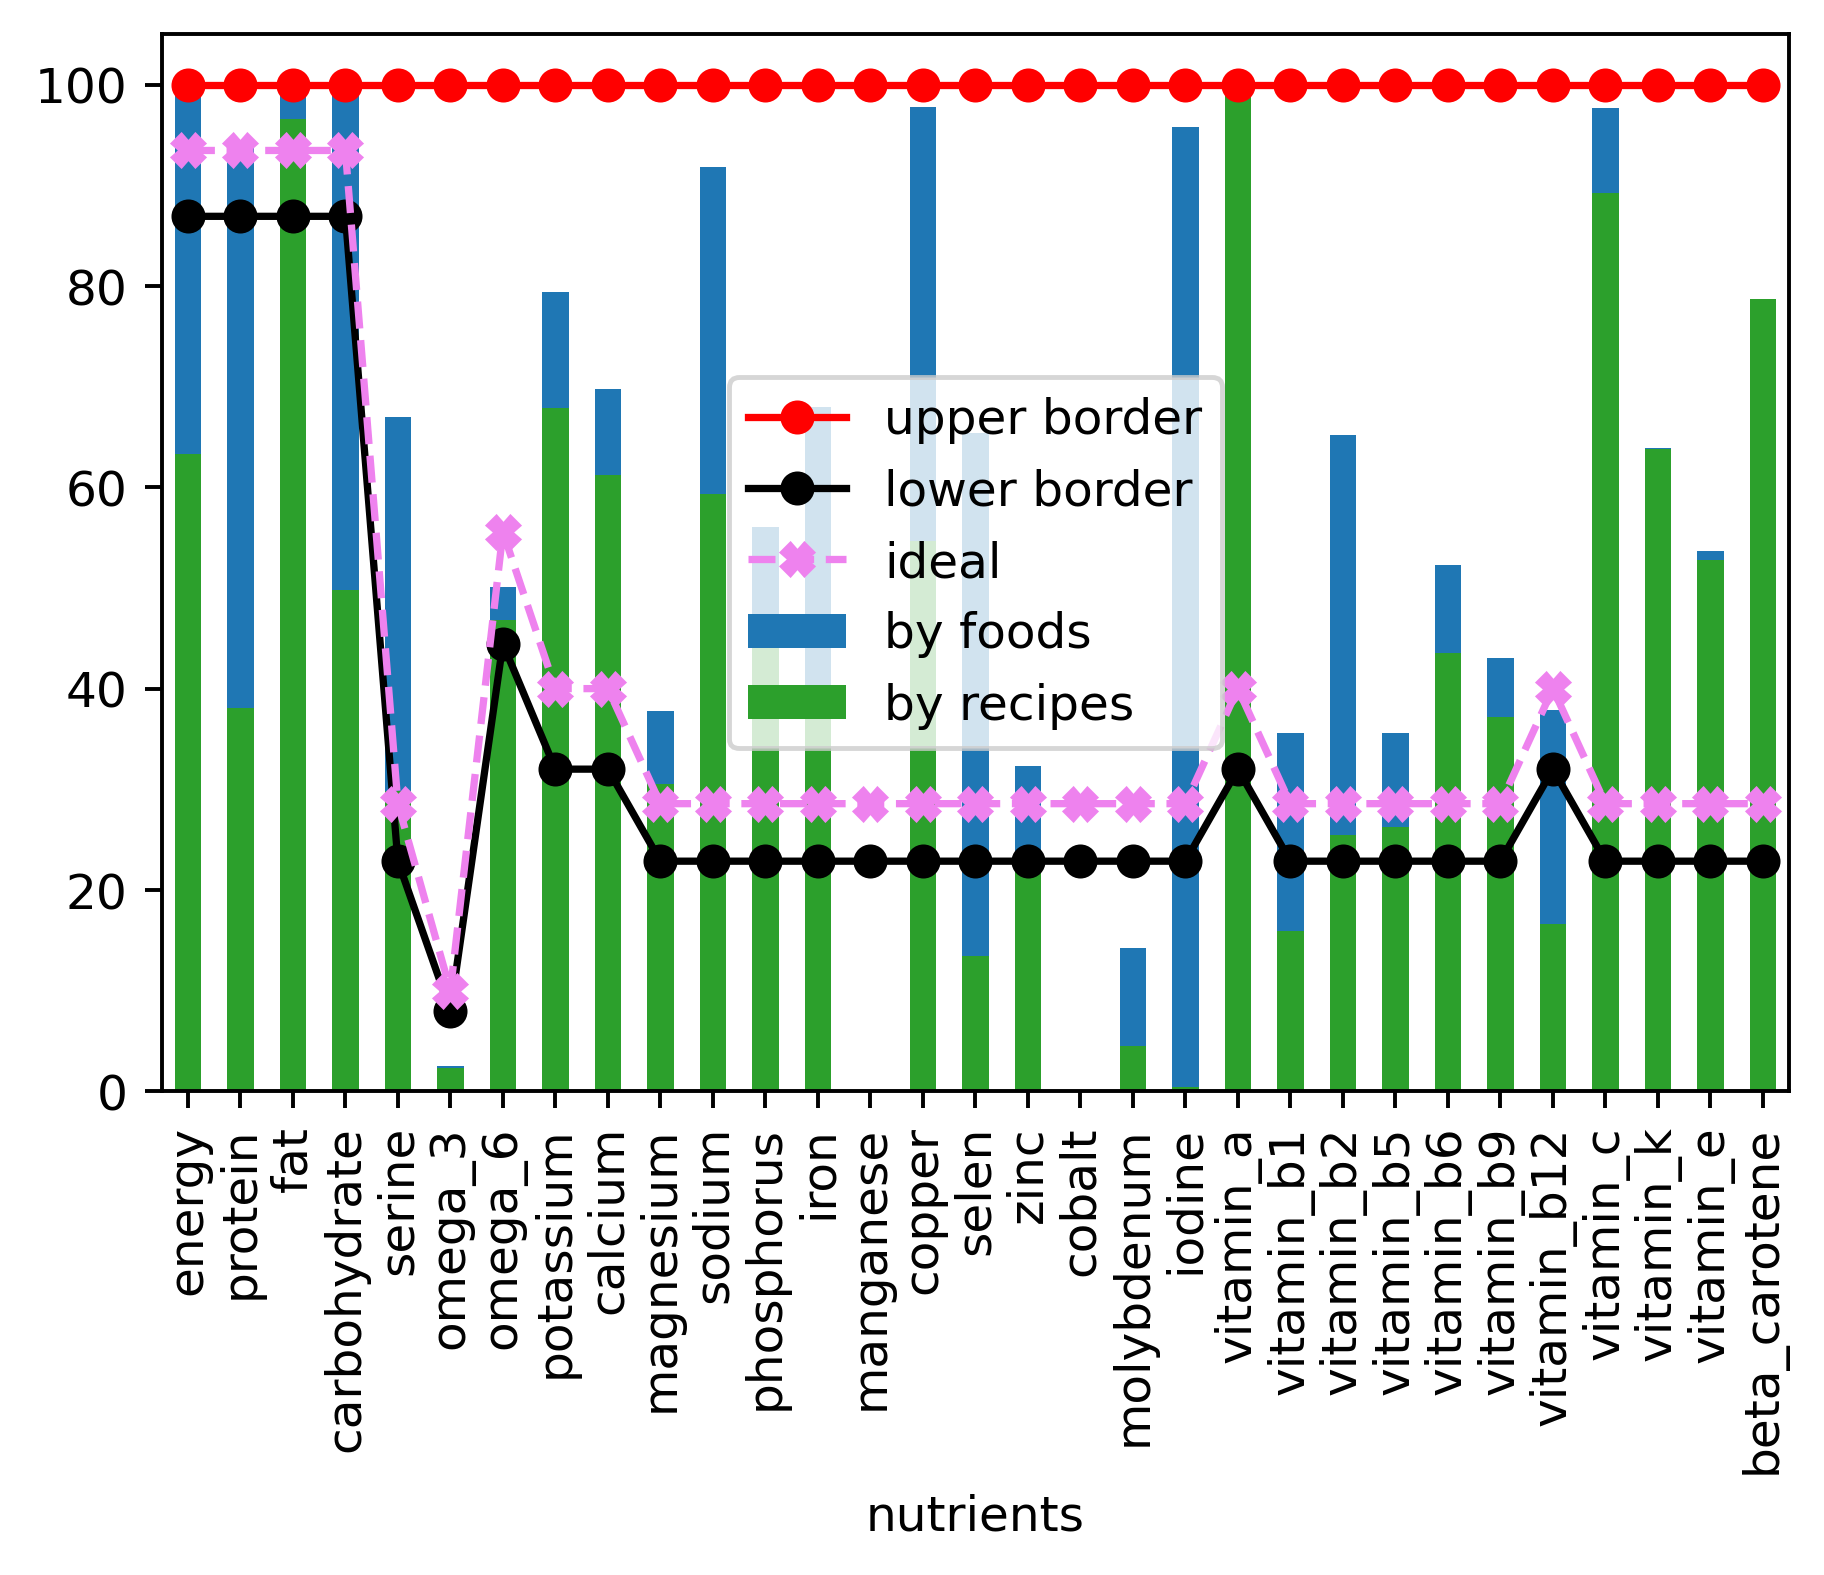 100
80
60
40
20
0
upper border
lower border
ideal
by foods
by recipes
energy
protein
fat
carbohydrate
serine
omega_3
omega_6
potassium
calcium
magnesium
sodium
phosphorus
iron
manganese
copper
selen
zinc
cobalt
molybdenum
iodine
vitamin_a
vitamin_b1
vitamin_b2
vitamin_b5
vitamin_b6
vitamin_b9
vitamin_b12
vitamin_c
vitamin_k
vitamin_e
beta_carotene
nutrients